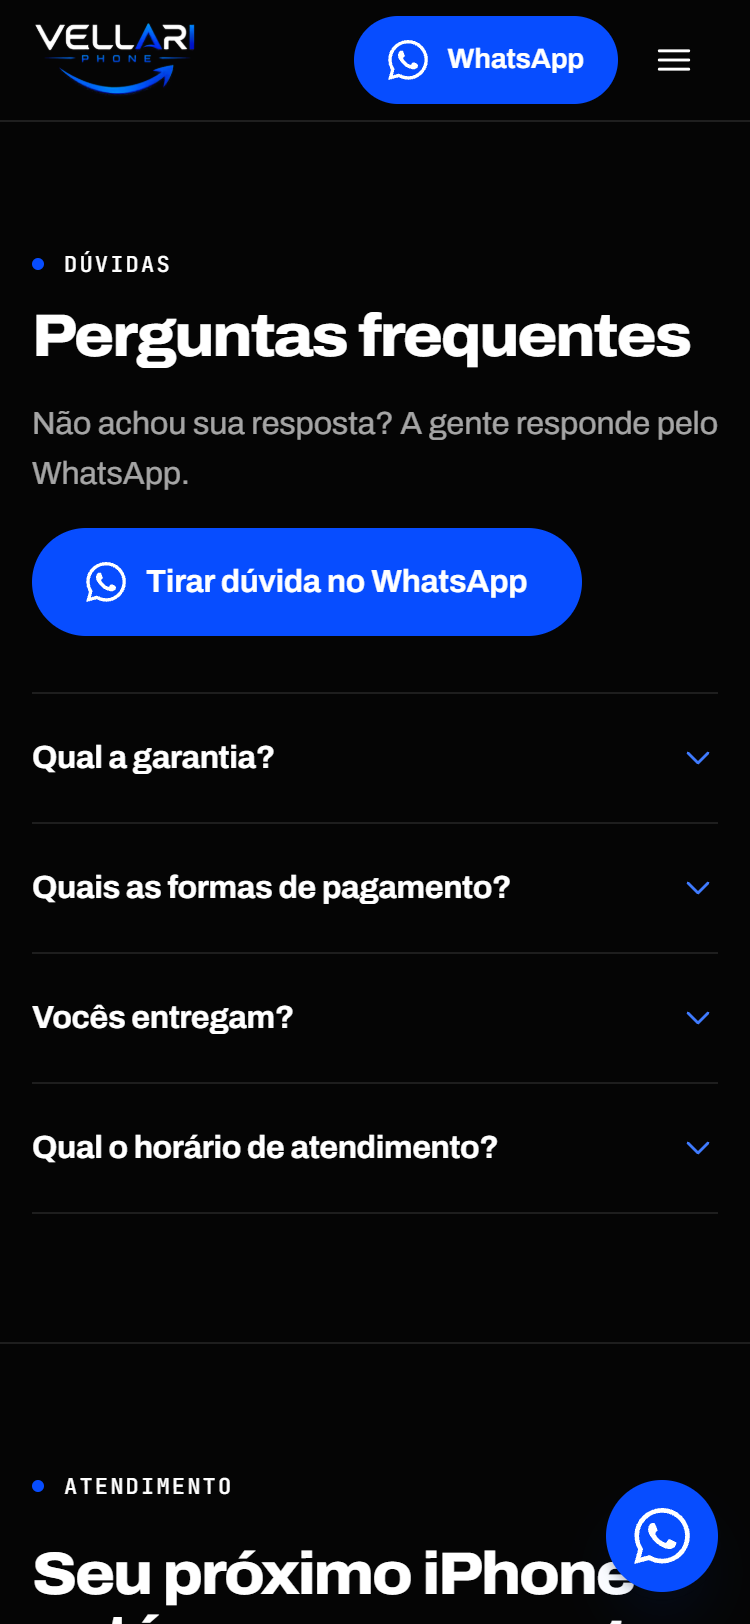 VELLARI
PHONE
WhatsApp
DÚVIDAS
Perguntas frequentes
Não achou sua resposta? A gente responde pelo
WhatsApp.
Tirar dúvida no WhatsApp
Qual a garantia?
Quais as formas de pagamento?
Vocês entregam?
Qual o horário de atendimento?
ATENDIMENTO
Seu próximo iPhone